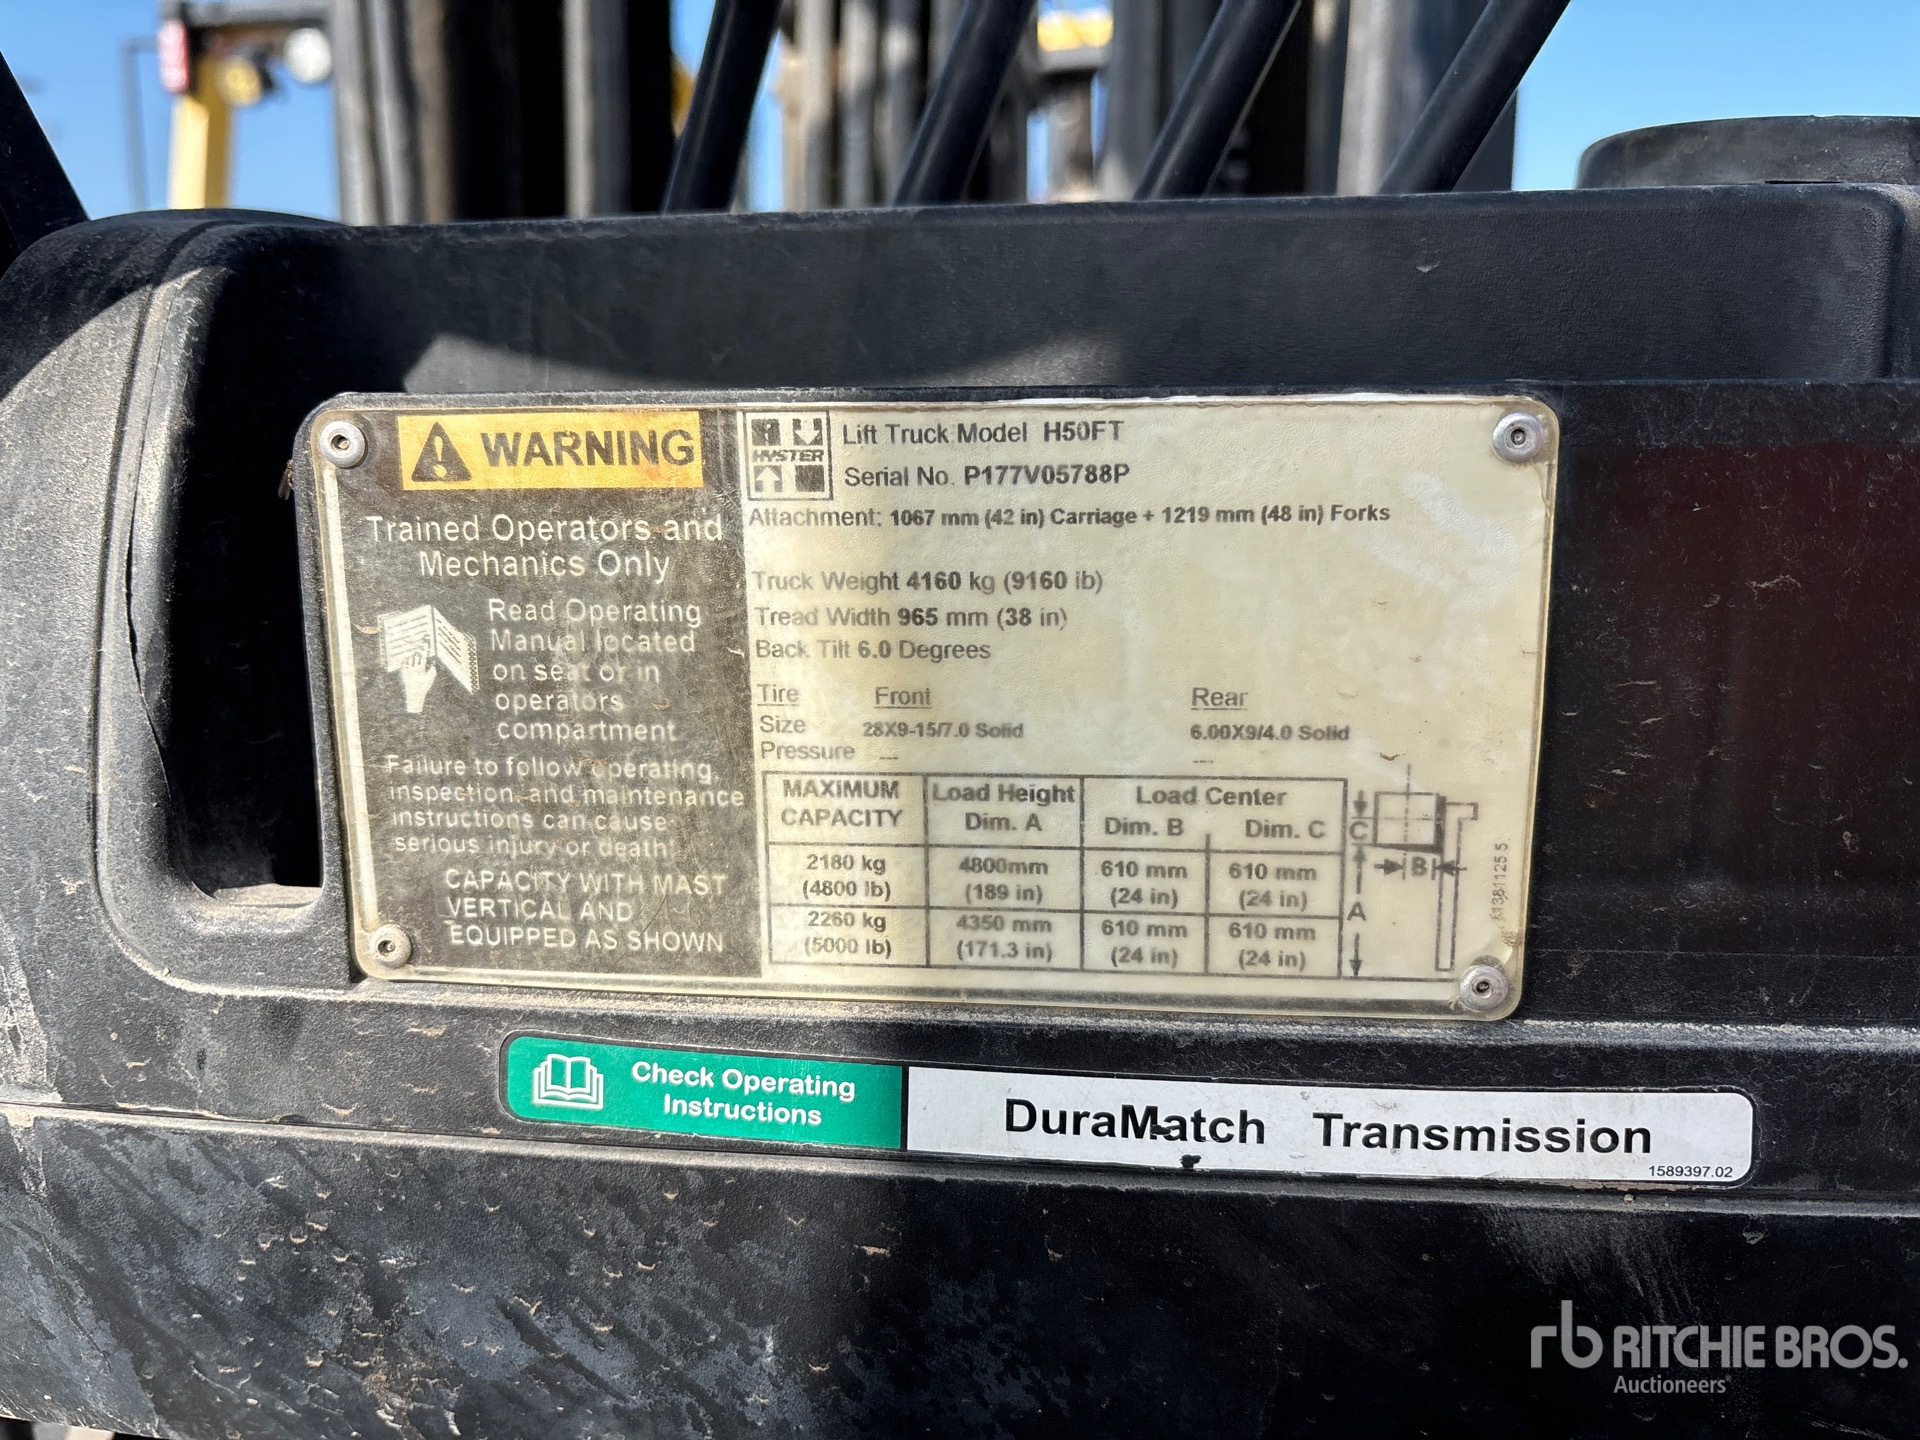 WARNING
Trained Operators and
Mechanics Only
Read Operating
Manual located
on seat or in
operators
compartment
Failure to follow operating,
inspection, and maintenance
instructions can cause
serious injury or death!
CAPACITY WITH MAST
VERTICAL AND
EQUIPPED AS SHOWN
HYSTER
Lift Truck Model H50FT
Serial No. P177V05788P
Attachment: 1067 mm (42 in) Carriage + 1219 mm (48 in) Forks
Truck Weight 4160 kg (9160 lb)
Tread Width 965 mm (38 in)
Back Tilt 6.0 Degrees
Tire Front Rear
Size 28X9-15/7.0 Solid 6.00X9/4.0 Solid
Pressure --- ---
MAXIMUM CAPACITY Load Height Dim. A Load Center Dim. B Dim. C
2180 kg 4800mm 610 mm 610 mm
(4800 lb) (189 in) (24 in) (24 in)
2260 kg 4350 mm 610 mm 610 mm
(5000 lb) (171.3 in) (24 in) (24 in)
C
B
A
Check Operating
Instructions
DuraMatch Transmission
1589397.02
rb RITCHIE BROS.
Auctioneers